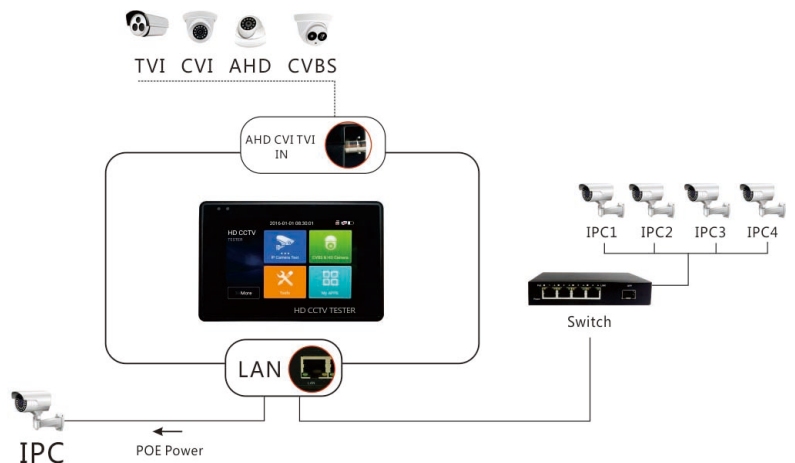 TVI CVI AHD CVBS
AHD CVI TVI
IN
2016-01-01 08:30:01
HD CCTV
TESTER
IP Camera Test
CVBS & HD Camera
Tools
My APPS
More
HD CCTV TESTER
IPC1 IPC2 IPC3 IPC4
Switch
LAN
LAN
IPC
POE Power